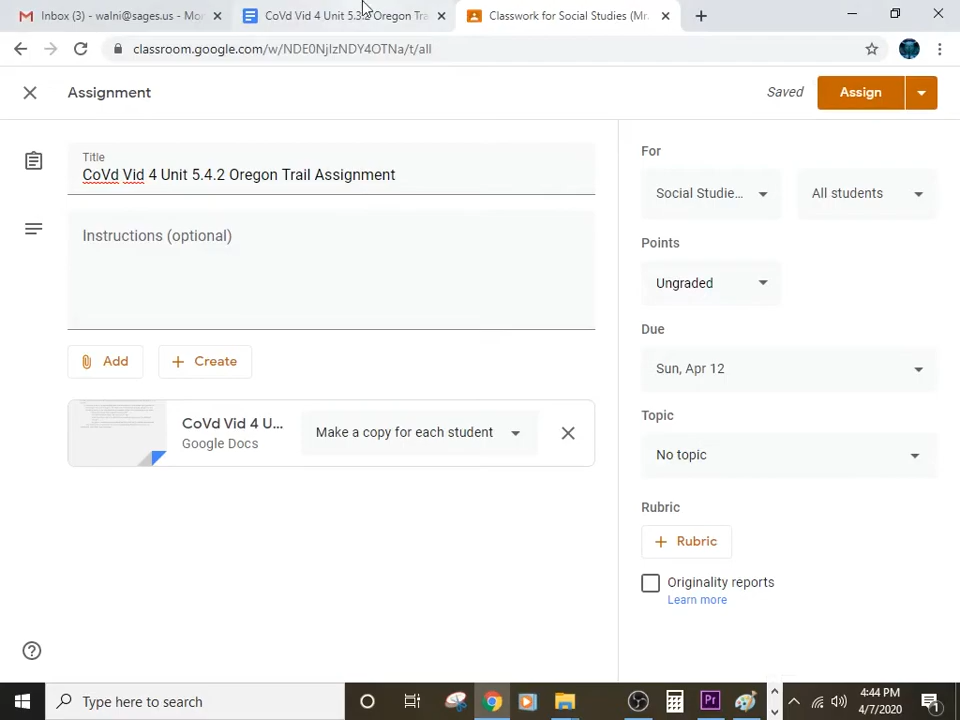 Inbox (3) - walni@sages.us - Mo
CoVd Vid 4 Unit 5.3 Oregon Tra
Classwork for Social Studies (Mr.
classroom.google.com/w/NDE0NjIzNDY4OTNa/t/all
Assignment
Saved
Assign
Title
CoVd Vid 4 Unit 5.4.2 Oregon Trail Assignment
Instructions (optional)
Add
Create
CoVd Vid 4 U...
Google Docs
Make a copy for each student
For
Social Studie...
All students
Points
Ungraded
Due
Sun, Apr 12
Topic
No topic
Rubric
Rubric
Originality reports
Learn more
Type here to search
Pr
4:44 PM
4/7/2020
1